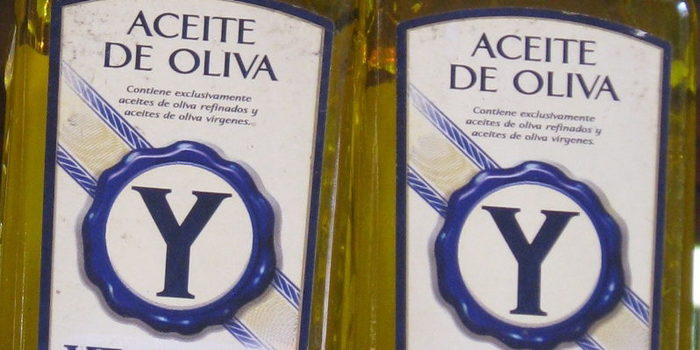 ACEITE
DE OLIVA
Contiene exclusivamente
aceites de oliva refinados y
aceites de oliva vírgenes.
Y
ACEITE
DE OLIVA
Contiene exclusivamente
aceites de oliva refinados y
aceites de oliva vírgenes.
Y